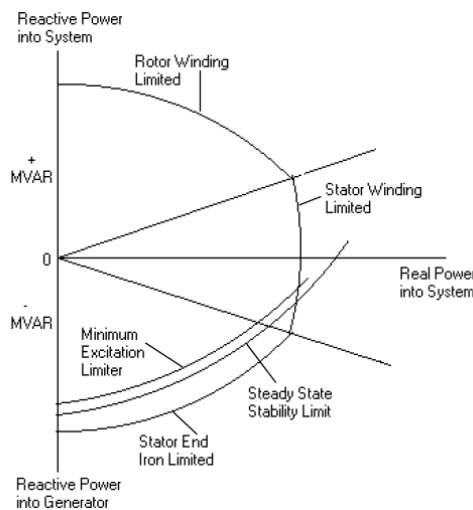 Reactive Power
into System
Rotor Winding
Limited
+
MVAR
Stator Winding
Limited
0
Real Power
into System
-
MVAR
Minimum
Excitation
Limiter
Steady State
Stability Limit
Stator End
Iron Limited
Reactive Power
into Generator